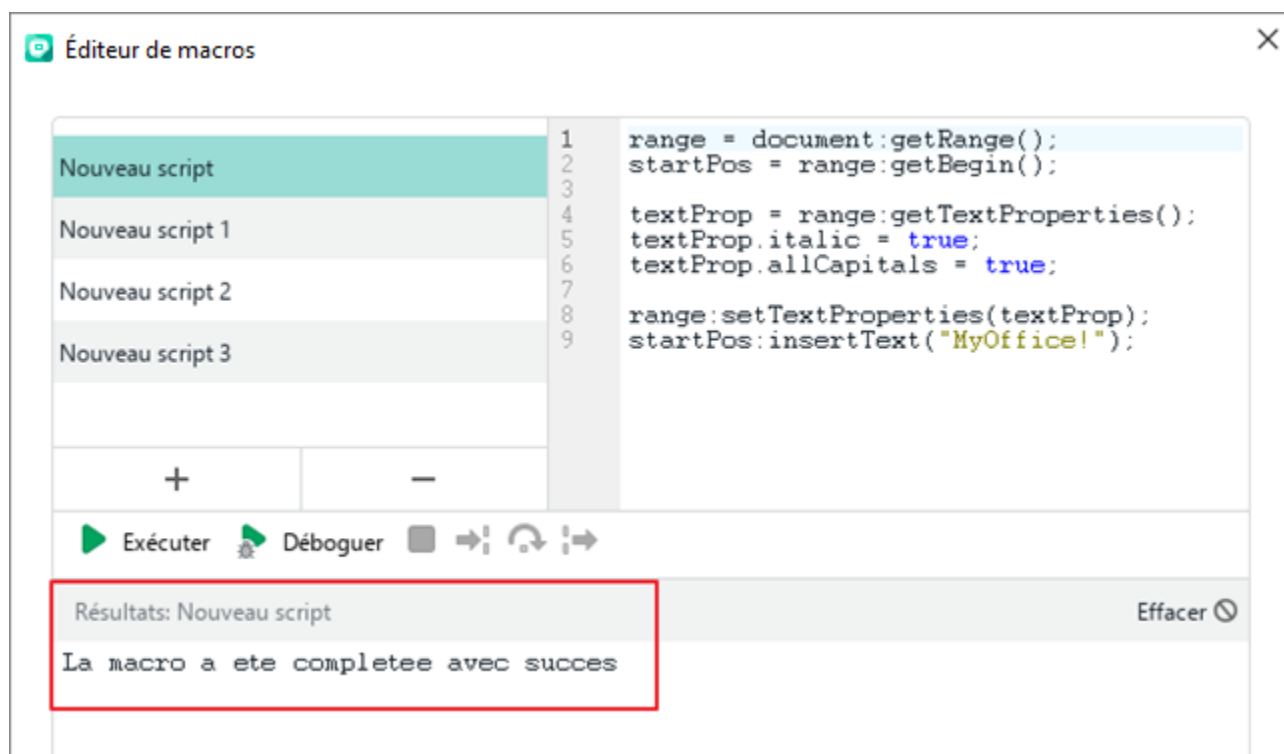 Éditeur de macros
Nouveau script
Nouveau script 1
Nouveau script 2
Nouveau script 3
1 range = document:getRange();
2 startPos = range:getBegin();
3
4 textProp = range:getTextProperties();
5 textProp.italic = true;
6 textProp.allCapitals = true;
7
8 range:setTextProperties(textProp);
9 startPos:insertText("MyOffice!");
+ −
Exécuter Déboguer
Résultats: Nouveau script Effacer
La macro a ete completee avec succes